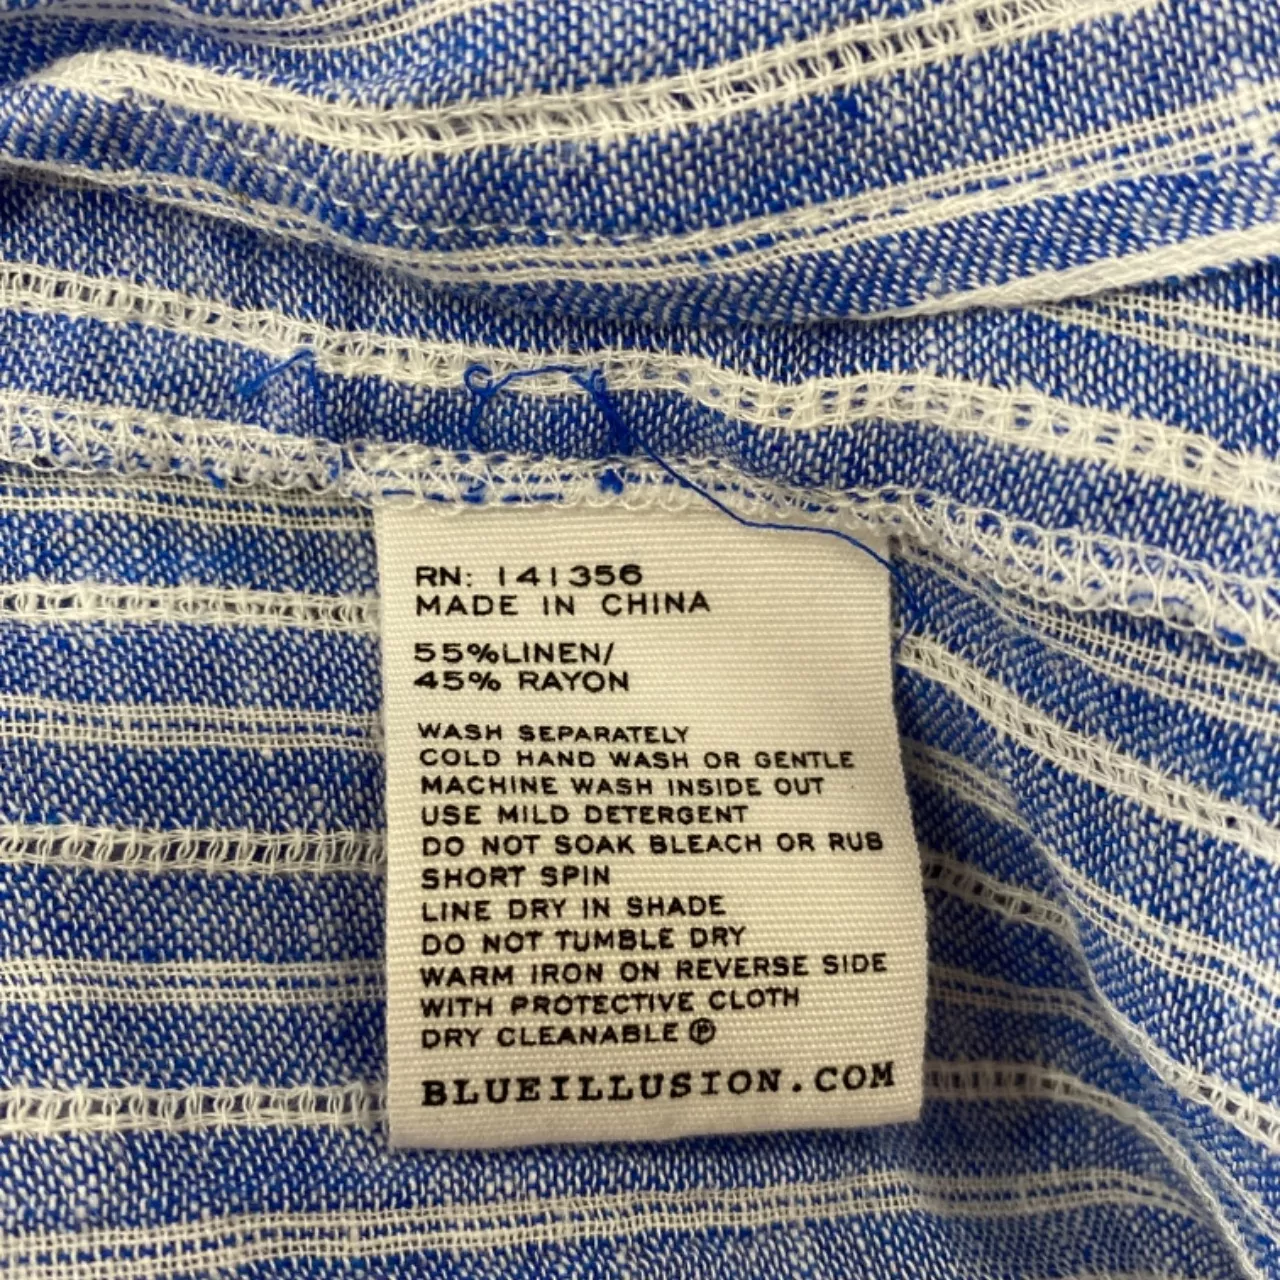 RN: 141356
MADE IN CHINA
55%LINEN/
45% RAYON
WASH SEPARATELY
COLD HAND WASH OR GENTLE
MACHINE WASH INSIDE OUT
USE MILD DETERGENT
DO NOT SOAK BLEACH OR RUB
SHORT SPIN
LINE DRY IN SHADE
DO NOT TUMBLE DRY
WARM IRON ON REVERSE SIDE
WITH PROTECTIVE CLOTH
DRY CLEANABLE Ⓟ
BLUEILLUSION.COM